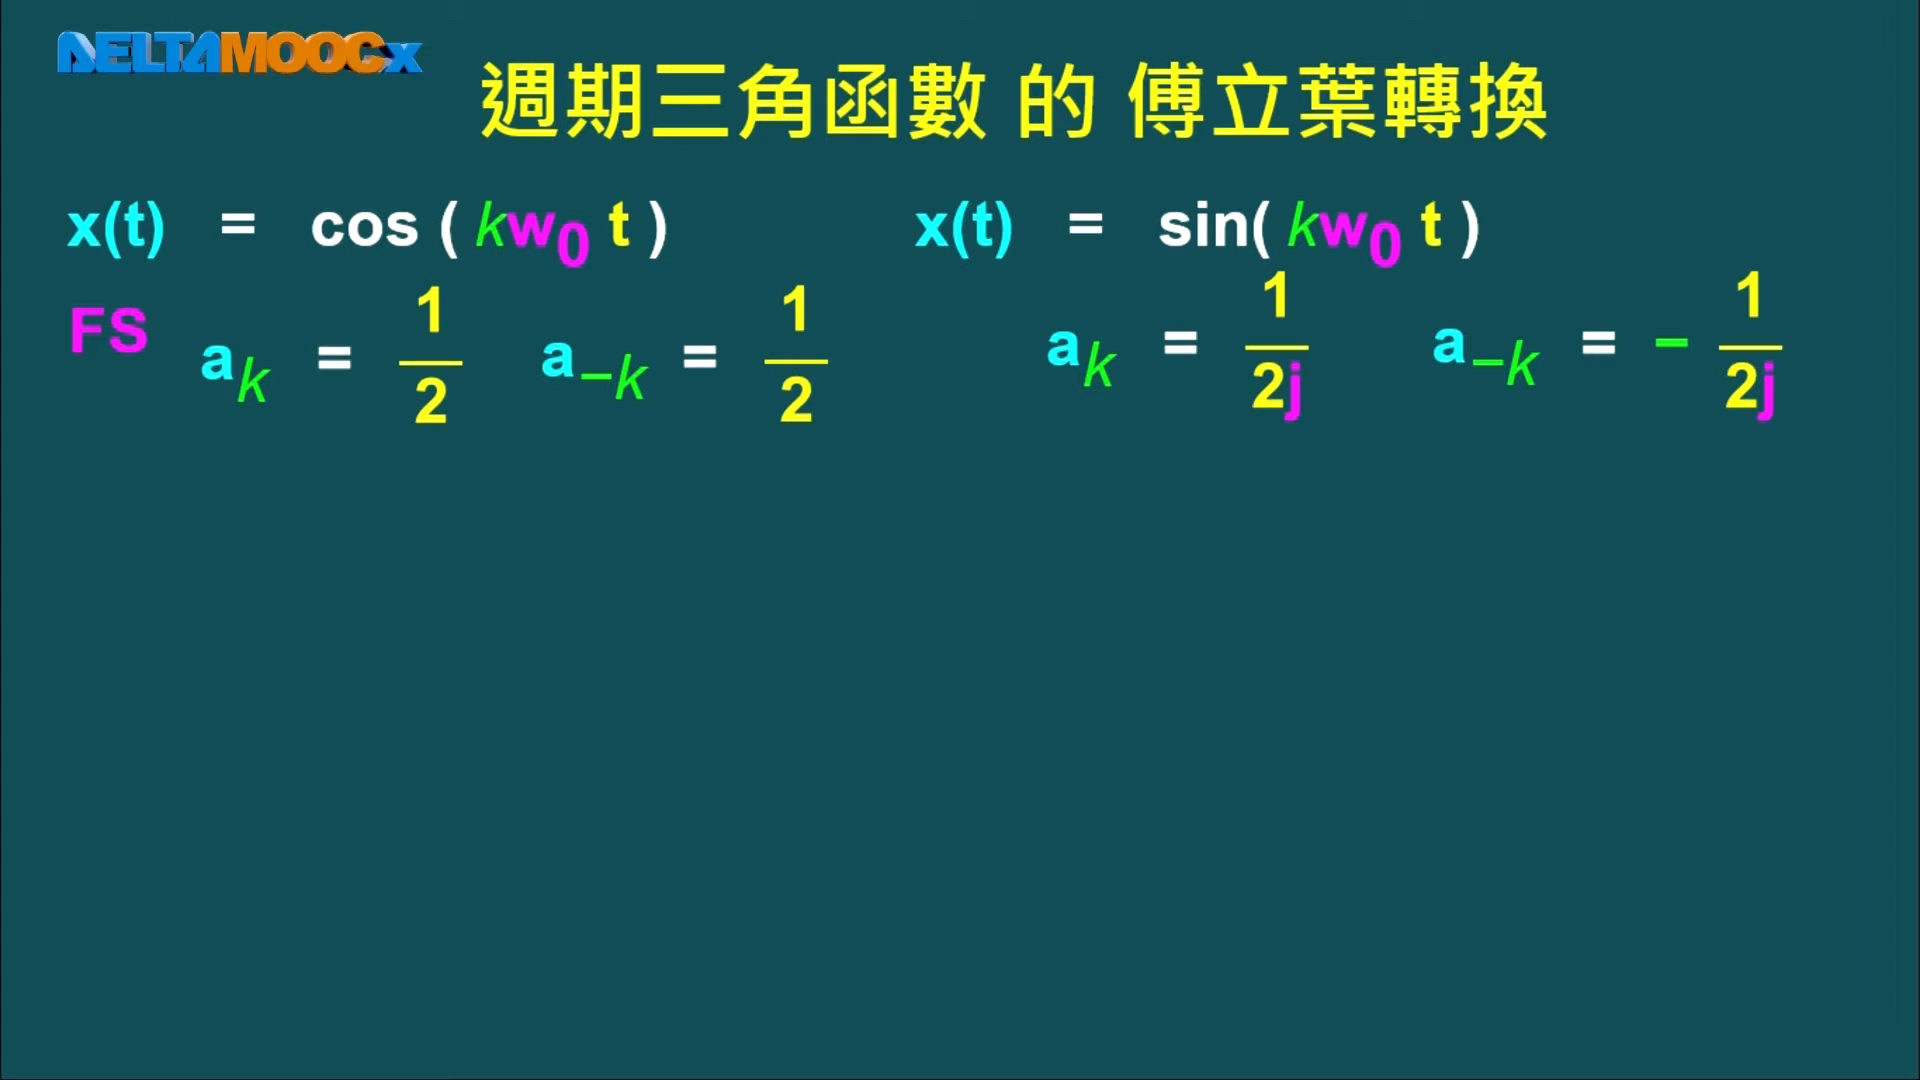 DELTAMOOCx
週期三角函數 的 傅立葉轉換
x(t) = cos ( kw₀ t ) x(t) = sin( kw₀ t )
FS aₖ = 1/2 a₋ₖ = 1/2 aₖ = 1/2j a₋ₖ = – 1/2j